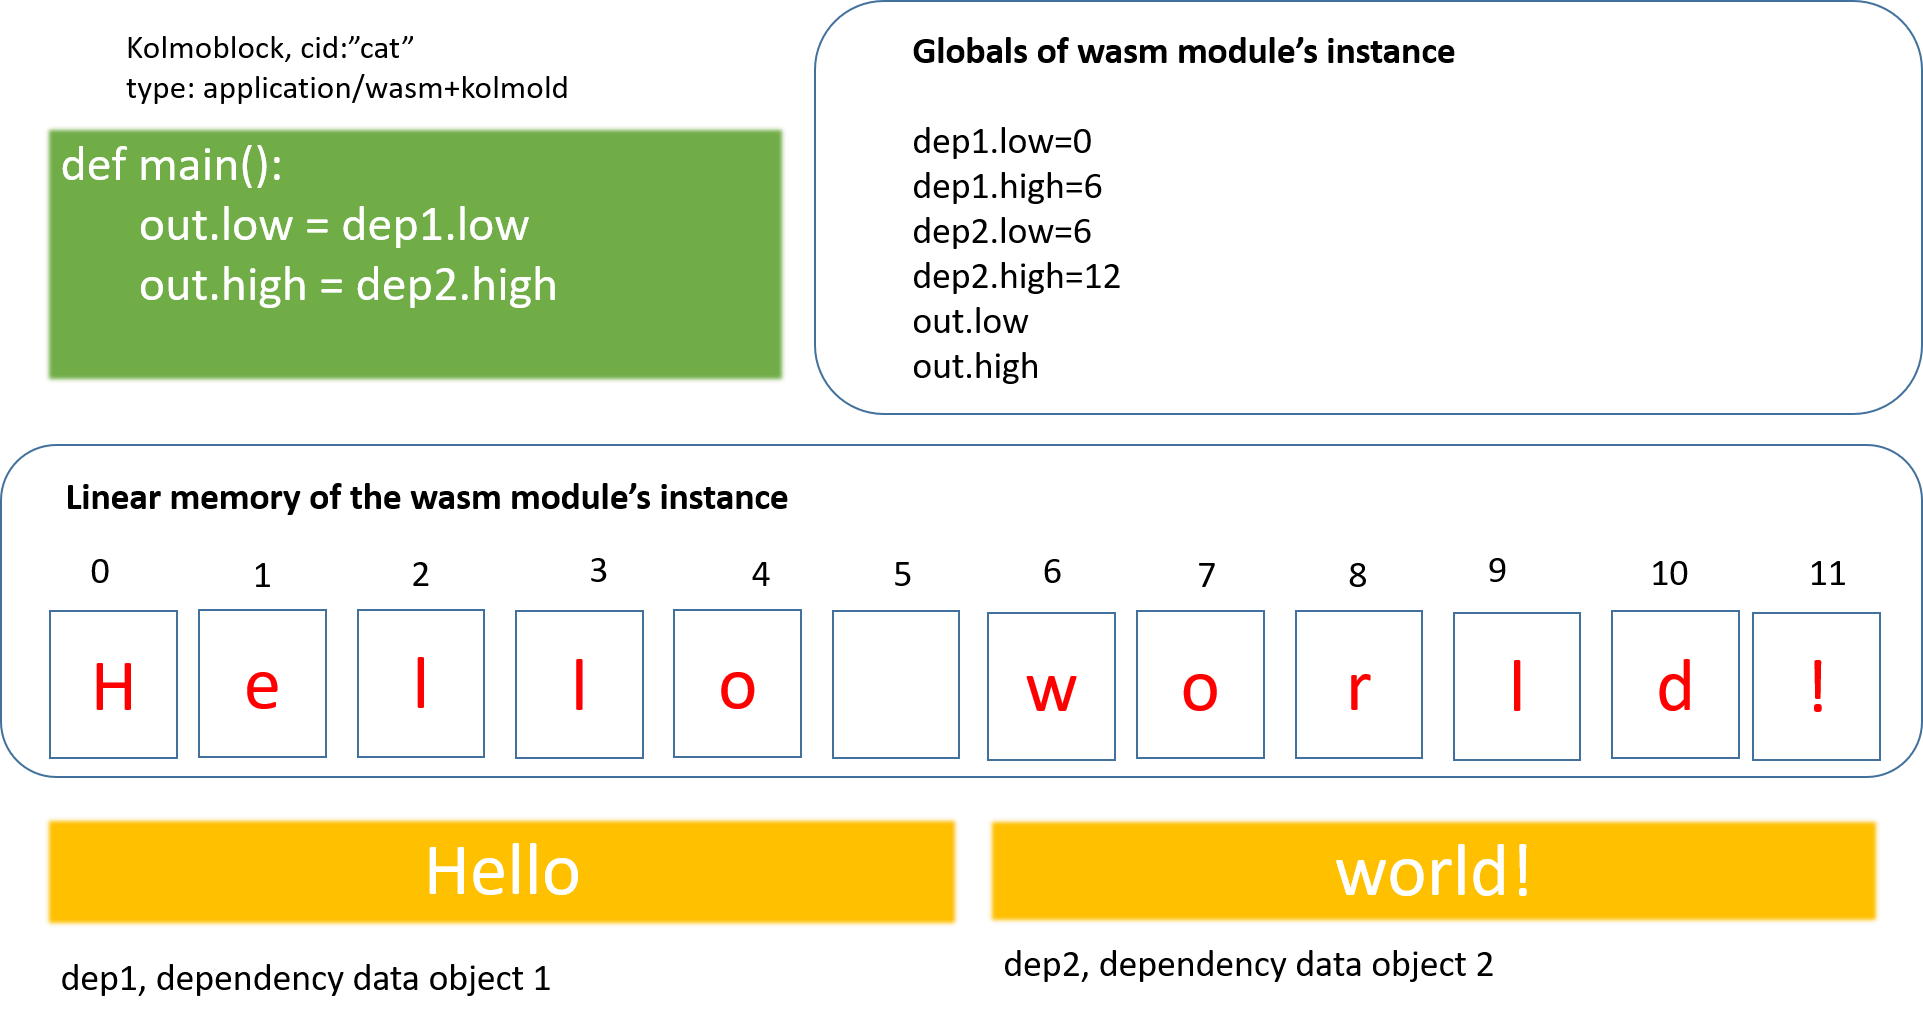 Kolmoblock, cid:”cat”
type: application/wasm+kolmold
def main():
out.low = dep1.low
out.high = dep2.high
Globals of wasm module’s instance
dep1.low=0
dep1.high=6
dep2.low=6
dep2.high=12
out.low
out.high
Linear memory of the wasm module’s instance
0 1 2 3 4 5 6 7 8 9 10 11
H e l l o w o r l d !
Hello world!
dep1, dependency data object 1
dep2, dependency data object 2